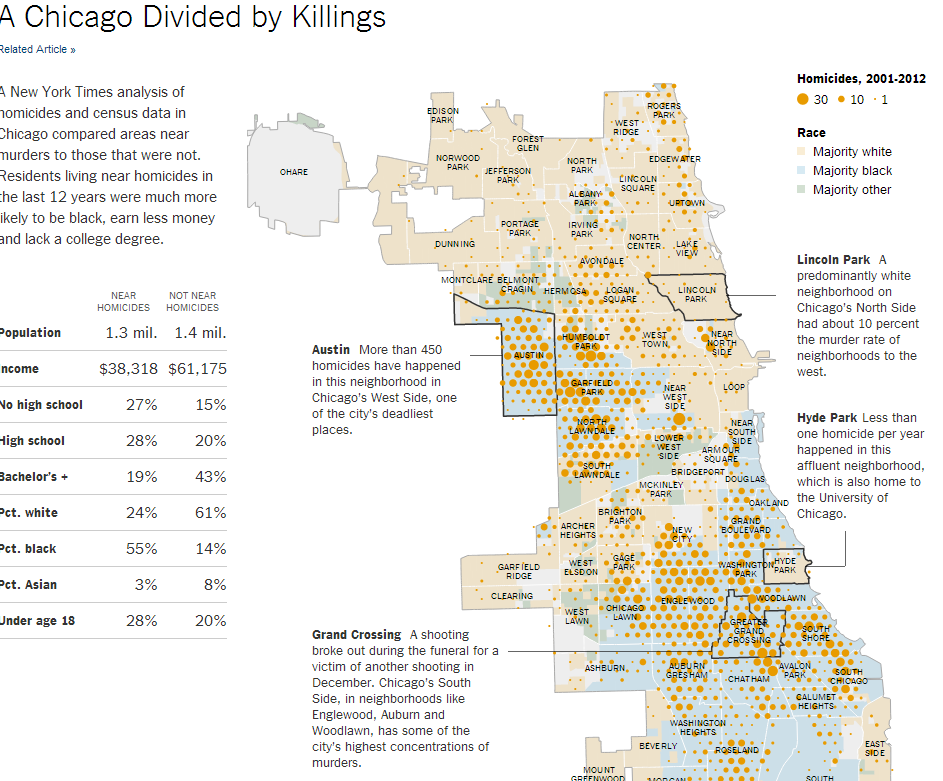 A Chicago Divided by Killings
Related Article »
A New York Times analysis of
homicides and census data in
Chicago compared areas near
murders to those that were not.
Residents living near homicides in
the last 12 years were much more
likely to be black, earn less money
and lack a college degree.
NEAR HOMICIDES NOT NEAR HOMICIDES
Population 1.3 mil. 1.4 mil.
Income $38,318 $61,175
No high school 27% 15%
High school 28% 20%
Bachelor's + 19% 43%
Pct. white 24% 61%
Pct. black 55% 14%
Pct. Asian 3% 8%
Under age 18 28% 20%
Homicides, 2001-2012
30 10 1
Race
Majority white
Majority black
Majority other
Lincoln Park A
predominantly white
neighborhood on
Chicago's North Side
had about 10 percent
the murder rate of
neighborhoods to the
west.
Hyde Park Less than
one homicide per year
happened in this
affluent neighborhood,
which is also home to
the University of
Chicago.
Austin More than 450
homicides have happened
in this neighborhood in
Chicago's West Side, one
of the city's deadliest
places.
Grand Crossing A shooting
broke out during the funeral for a
victim of another shooting in
December. Chicago's South
Side, in neighborhoods like
Englewood, Auburn and
Woodlawn, has some of the
city's highest concentrations of
murders.
OHARE
EDISON
PARK
ROGERS
PARK
WEST
RIDGE
FOREST
GLEN
NORWOOD
PARK
JEFFERSON
PARK
NORTH
PARK
EDGEWATER
LINCOLN
SQUARE
ALBANY
PARK
UPTOWN
PORTAGE
PARK
IRVING
PARK
DUNNING
NORTH
CENTER
LAKE
VIEW
AVONDALE
MONTCLARE
BELMONT
CRAGIN
HERMOSA
LOGAN
SQUARE
LINCOLN
PARK
HUMBOLDT
PARK
WEST
TOWN
NEAR
NORTH
SIDE
AUSTIN
GARFIELD
PARK
NEAR
WEST
SIDE
LOOP
NORTH
LAWNDALE
NEAR
SOUTH
SIDE
LOWER
WEST
SIDE
ARMOUR
SQUARE
SOUTH
LAWNDALE
BRIDGEPORT
DOUGLAS
MCKINLEY
PARK
OAKLAND
BRIGHTON
PARK
ARCHER
HEIGHTS
NEW
CITY
GRAND
BOULEVARD
GARFIELD
RIDGE
WEST
ELSDON
GAGE
PARK
WASHINGTON
PARK
HYDE
PARK
CLEARING
WEST
LAWN
CHICAGO
LAWN
ENGLEWOOD
WOODLAWN
GREATER
GRAND
CROSSING
SOUTH
SHORE
ASHBURN
AUBURN
GRESHAM
CHATHAM
AVALON
PARK
SOUTH
CHICAGO
CALUMET
HEIGHTS
WASHINGTON
HEIGHTS
BEVERLY
ROSELAND
EAST
SIDE
MOUNT
GREENWOOD
MORGAN
SOUTH